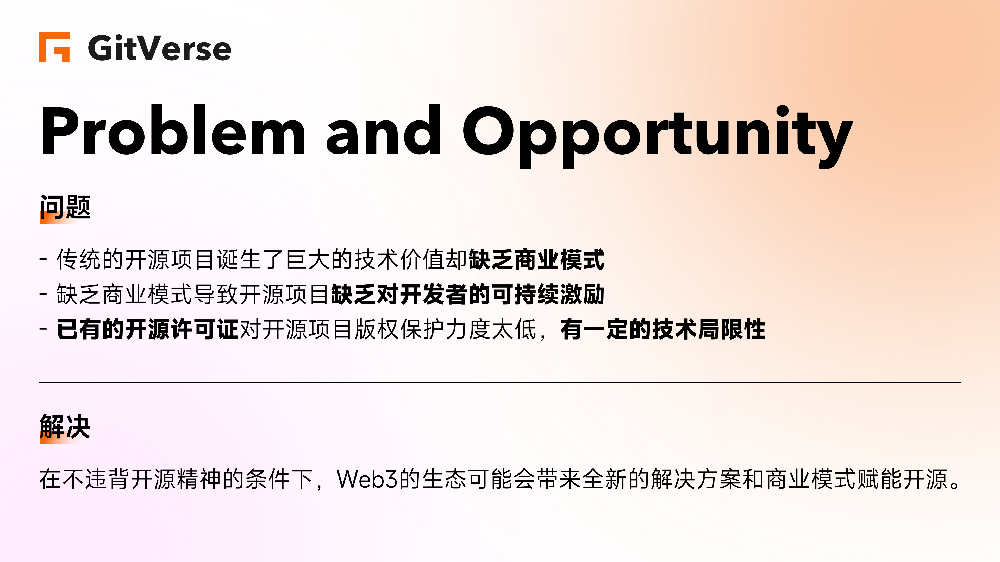 GitVerse
Problem and Opportunity
问题
- 传统的开源项目诞生了巨大的技术价值却缺乏商业模式
- 缺乏商业模式导致开源项目缺乏对开发者的可持续激励
- 已有的开源许可证对开源项目版权保护力度太低，有一定的技术局限性
解决
在不违背开源精神的条件下，Web3的生态可能会带来全新的解决方案和商业模式赋能开源。